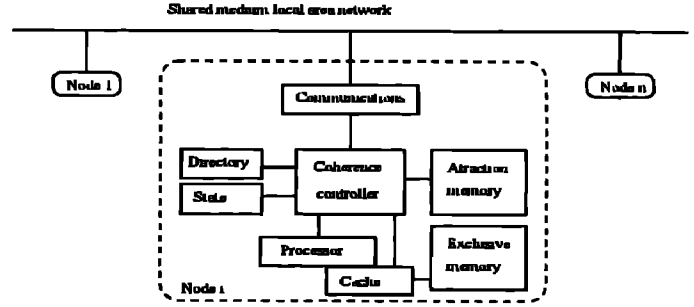 Shared medium local area network
Node 1
Node n
Communications
Directory
State
Coherence
controller
Attraction
memory
Processor
Cache
Exclusive
memory
Node i